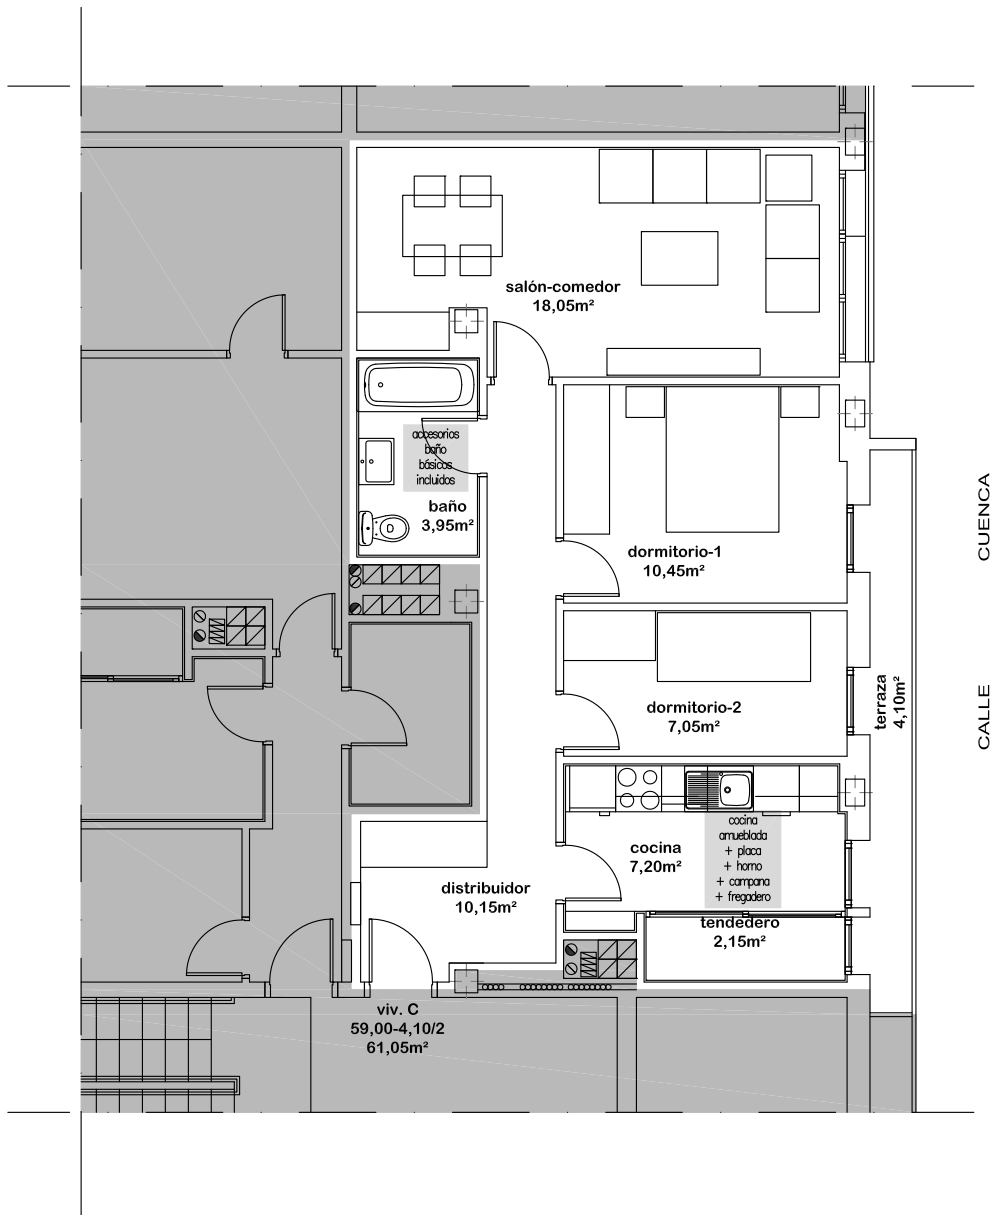 salón-comedor
18,05m²
accesorios
baño
básicos
incluidos
baño
3,95m²
dormitorio-1
10,45m²
dormitorio-2
7,05m²
terraza
4,10m²
CALLE CUENCA
cocina
amueblada
+ placa
+ horno
+ campana
+ fregadero
cocina
7,20m²
distribuidor
10,15m²
tendedero
2,15m²
viv. C
59,00-4,10/2
61,05m²